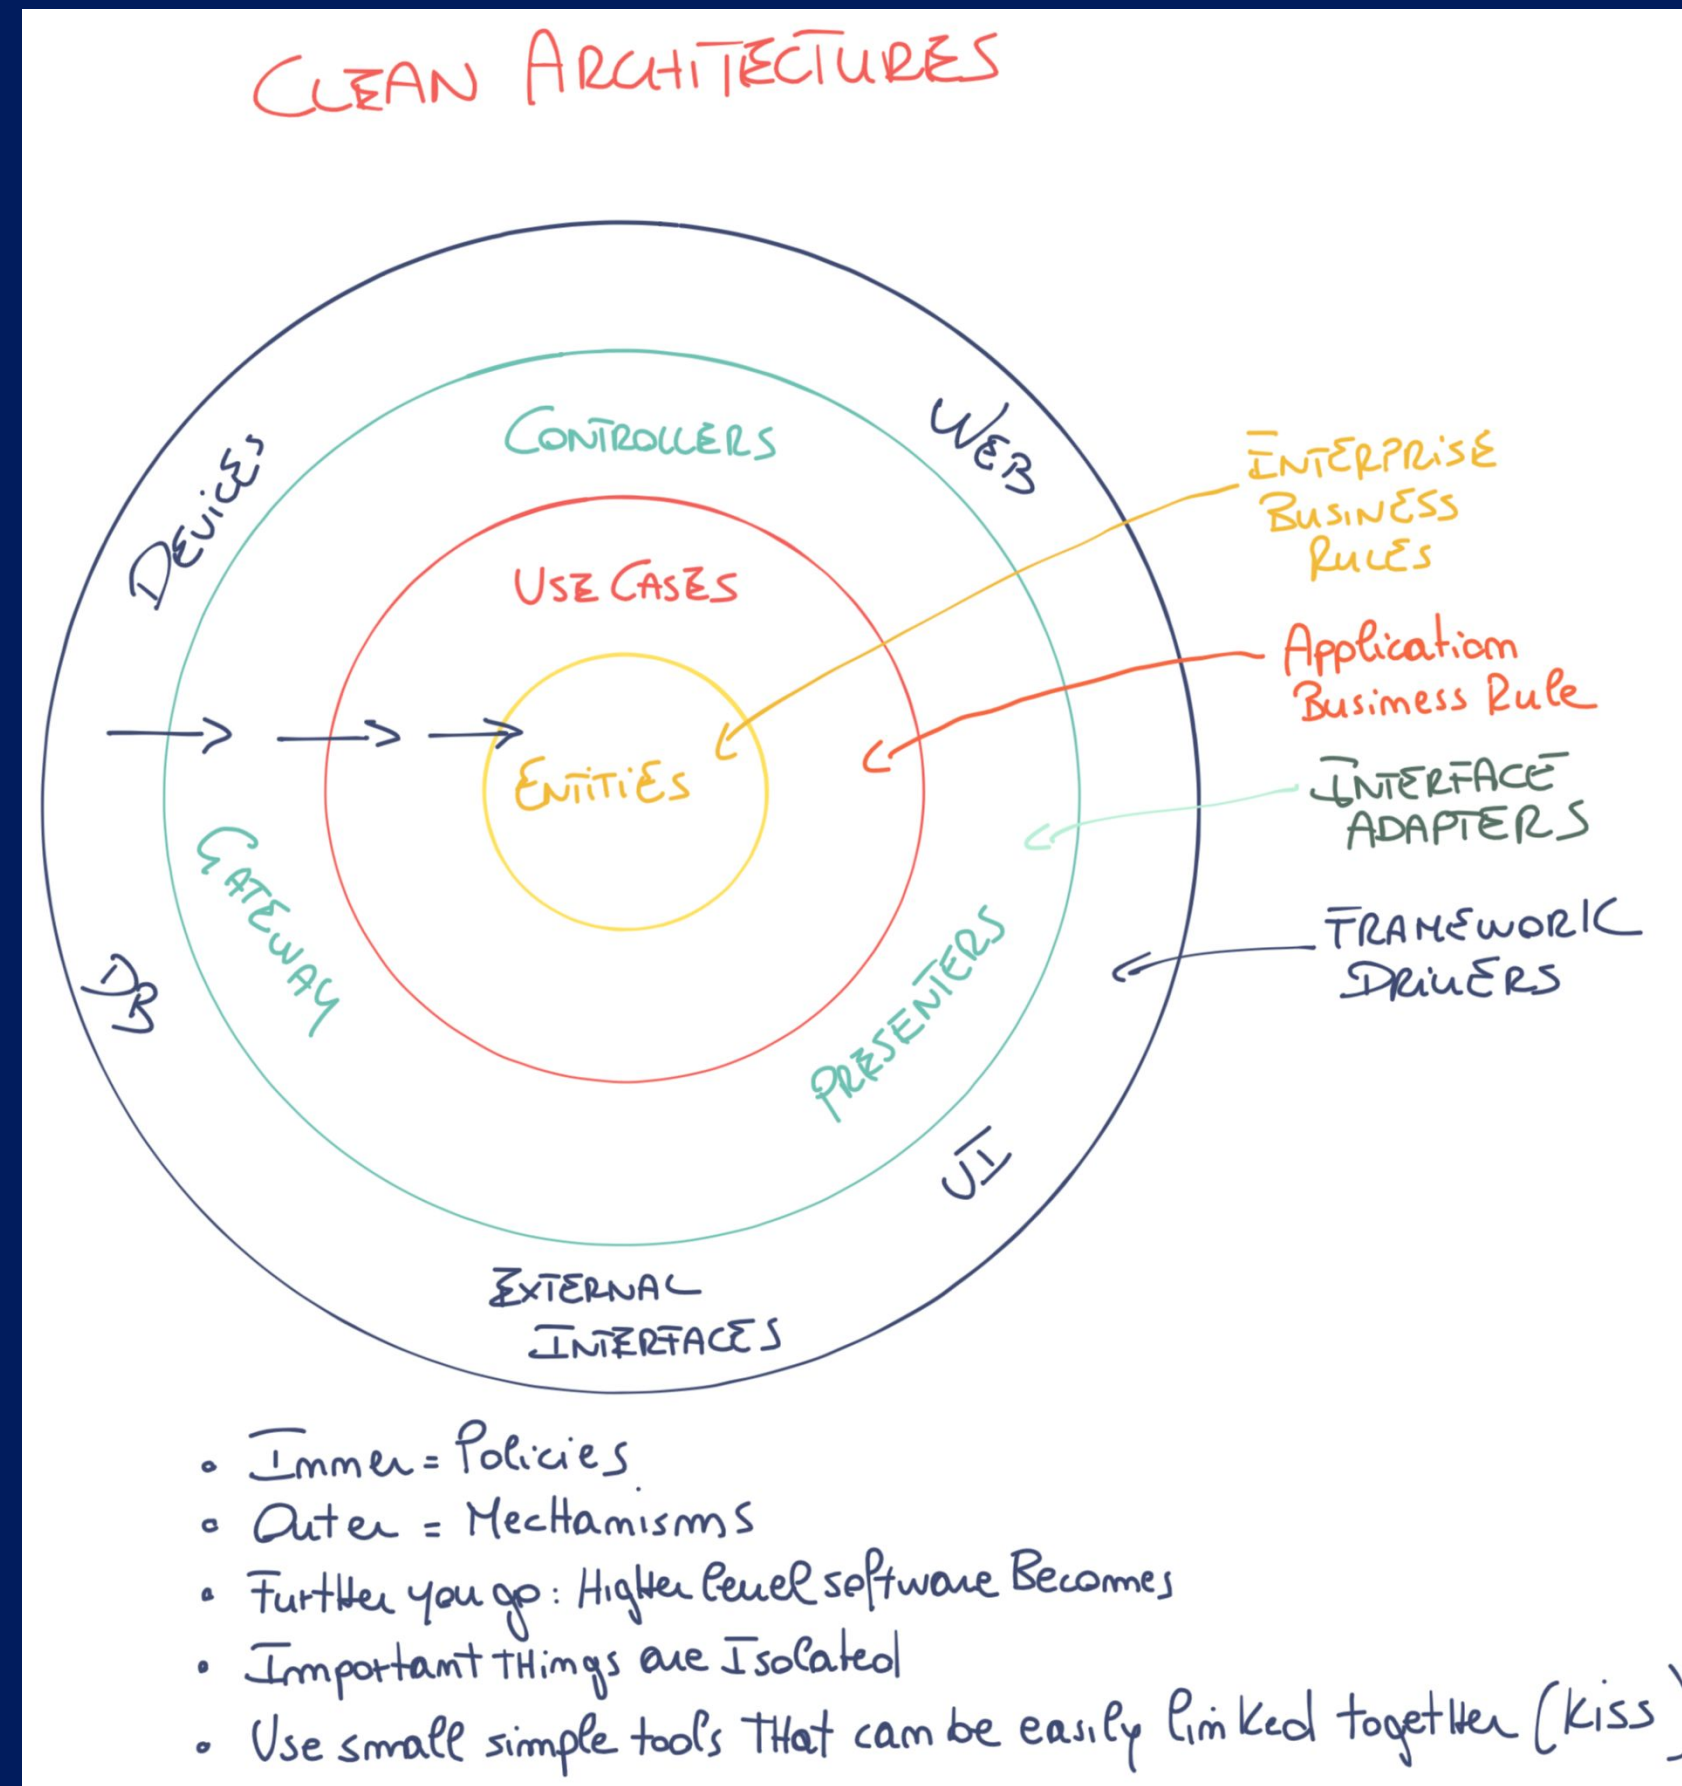 CLEAN ARCHITECTURES
Devices
CONTROLLERS
WEB
USE CASES
ENTITIES
GATEWAY
PRESENTERS
DB
UI
EXTERNAL
INTERFACES
ENTERPRISE
BUSINESS
RULES
Application
Business Rule
INTERFACE
ADAPTERS
FRAMEWORK
DRIVERS
• Inner = Policies
• Outer = Mechanisms
• Further you go: Higher level software Becomes
• Important things are Isolated
• Use small simple tools that can be easily linked together (Kiss)